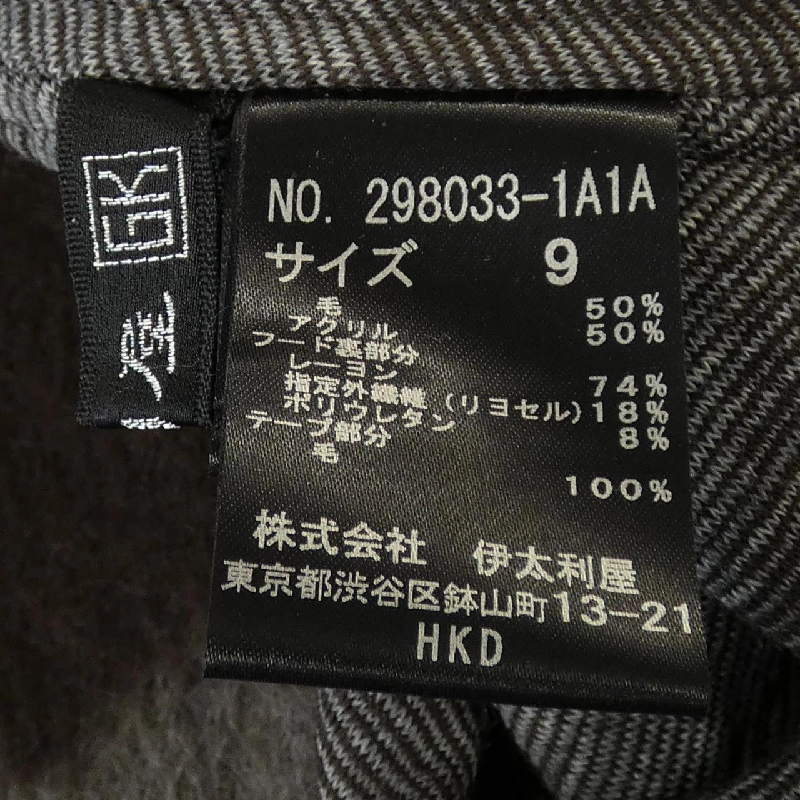 GK
屋
NO. 298033-1A1A
サイズ 9
毛 50%
アクリル 50%
フード裏部分
レーヨン 74%
指定外繊維(リヨセル)18%
ポリウレタン 8%
テープ部分
毛 100%
株式会社 伊太利屋
東京都渋谷区鉢山町13-21
HKD